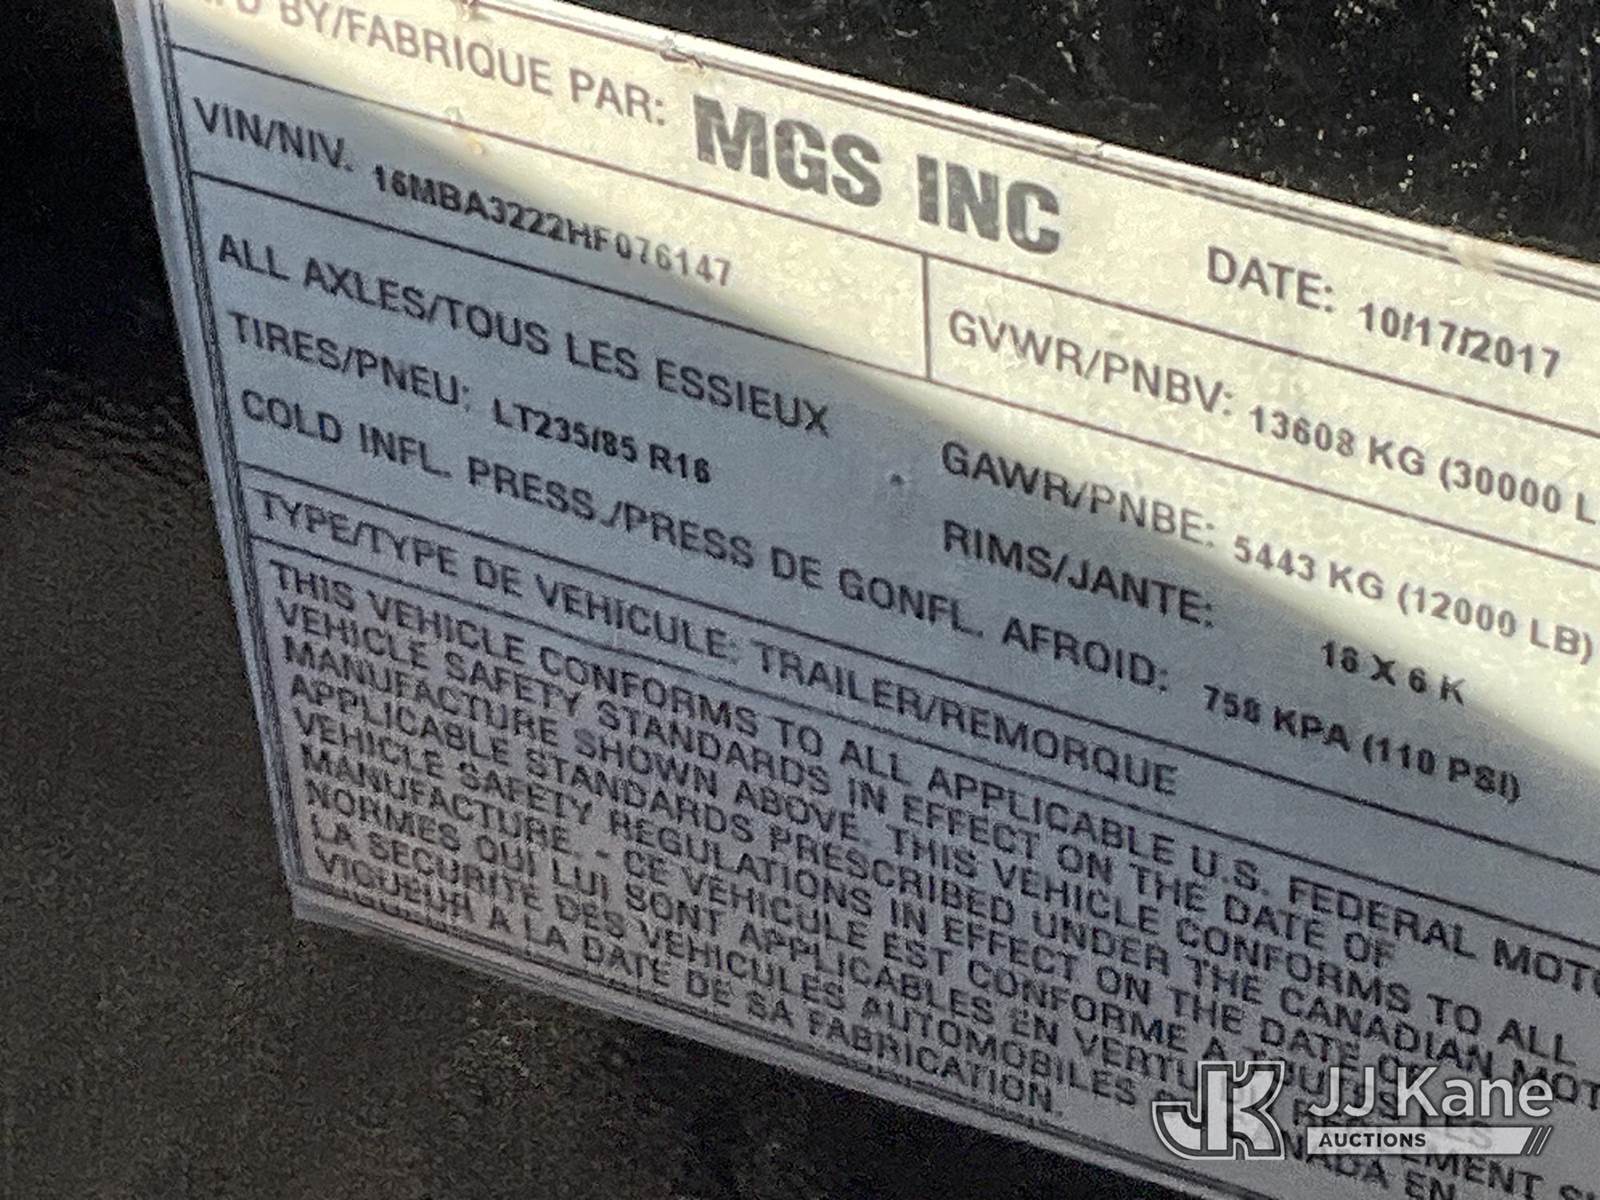 BY/FABRIQUE PAR: MGS INC DATE: 10/17/2017
VIN/NIV. 16MBA3222HF076147 GVWR/PNBV: 13608 KG (30000
ALL AXLES/TOUS LES ESSIEUX GAWR/PNBE: 5443 KG (12000 LB)
TIRES/PNEU: LT235/85 R16 RIMS/JANTE: 16 X 6 K
COLD INFL. PRESS./PRESS DE GONFL. AFROID: 758 KPA (110 PSI)
TYPE/TYPE DE VEHICULE: TRAILER/REMORQUE
THIS VEHICLE CONFORMS TO ALL APPLICABLE U.S. FEDERAL
VEHICLE SAFETY STANDARDS IN EFFECT ON THE DATE OF
MANUFACTURE SHOWN ABOVE. THIS VEHICLE CONFORMS TO ALL
APPLICABLE STANDARDS PRESCRIBED UNDER THE CANADIAN
VEHICLE SAFETY REGULATIONS IN EFFECT ON THE DATE OF
MANUFACTURE. - CE VEHICULE EST CONFORME A
NORMES QUI LUI SONT APPLICABLES EN VERTU
LA SECURITE DES VEHICULES AUTOMOBILES EN
VIGUEUR A LA DATE DE SA FABRICATION.
JK JJ Kane
AUCTIONS